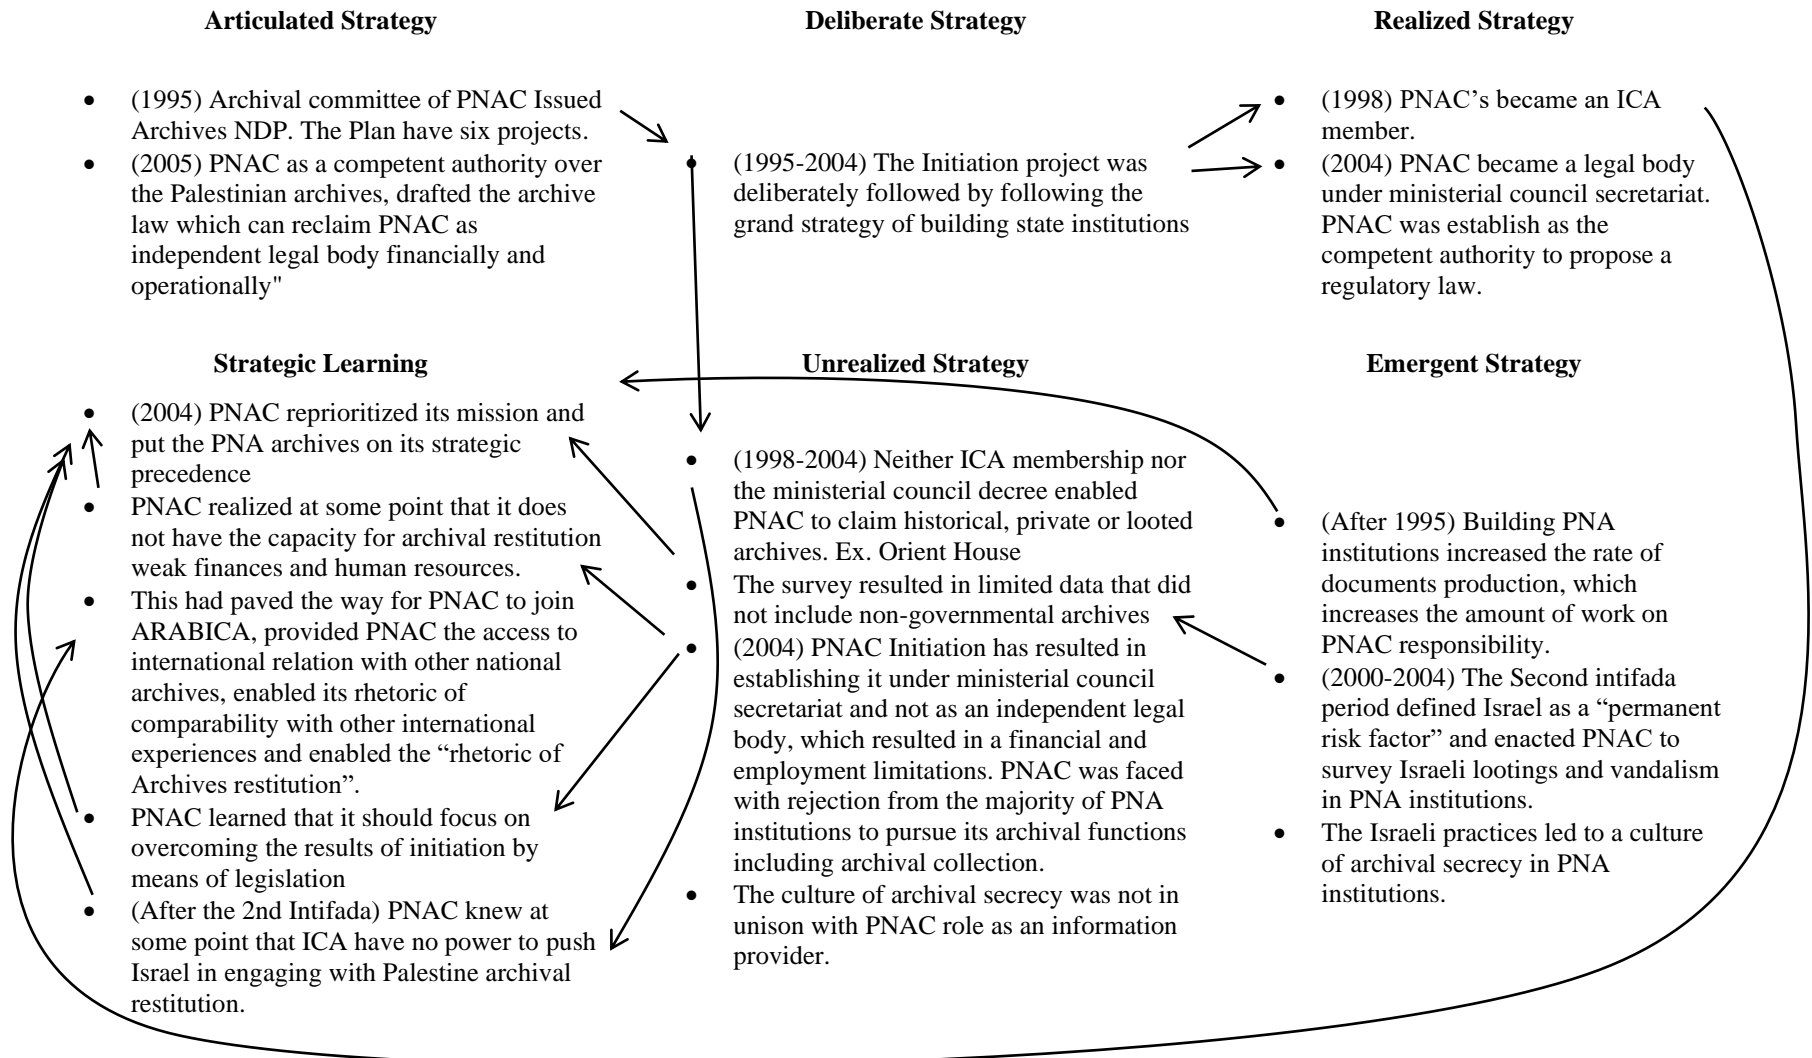 Articulated Strategy
• (1995) Archival committee of PNAC Issued
Archives NDP. The Plan have six projects.
• (2005) PNAC as a competent authority over
the Palestinian archives, drafted the archive
law which can reclaim PNAC as
independent legal body financially and
operationally"
Deliberate Strategy
• (1995-2004) The Initiation project was
deliberately followed by following the
grand strategy of building state institutions
Realized Strategy
• (1998) PNAC’s became an ICA
member.
• (2004) PNAC became a legal body
under ministerial council secretariat.
PNAC was establish as the
competent authority to propose a
regulatory law.
Strategic Learning
• (2004) PNAC reprioritized its mission and
put the PNA archives on its strategic
precedence
• PNAC realized at some point that it does
not have the capacity for archival restitution
weak finances and human resources.
• This had paved the way for PNAC to join
ARABICA, provided PNAC the access to
international relation with other national
archives, enabled its rhetoric of
comparability with other international
experiences and enabled the “rhetoric of
Archives restitution”.
• PNAC learned that it should focus on
overcoming the results of initiation by
means of legislation
• (After the 2nd Intifada) PNAC knew at
some point that ICA have no power to push
Israel in engaging with Palestine archival
restitution.
Unrealized Strategy
• (1998-2004) Neither ICA membership nor
the ministerial council decree enabled
PNAC to claim historical, private or looted
archives. Ex. Orient House
• The survey resulted in limited data that did
not include non-governmental archives
• (2004) PNAC Initiation has resulted in
establishing it under ministerial council
secretariat and not as an independent legal
body, which resulted in a financial and
employment limitations. PNAC was faced
with rejection from the majority of PNA
institutions to pursue its archival functions
including archival collection.
• The culture of archival secrecy was not in
unison with PNAC role as an information
provider.
Emergent Strategy
• (After 1995) Building PNA
institutions increased the rate of
documents production, which
increases the amount of work on
PNAC responsibility.
• (2000-2004) The Second intifada
period defined Israel as a “permanent
risk factor” and enacted PNAC to
survey Israeli lootings and vandalism
in PNA institutions.
• The Israeli practices led to a culture
of archival secrecy in PNA
institutions.